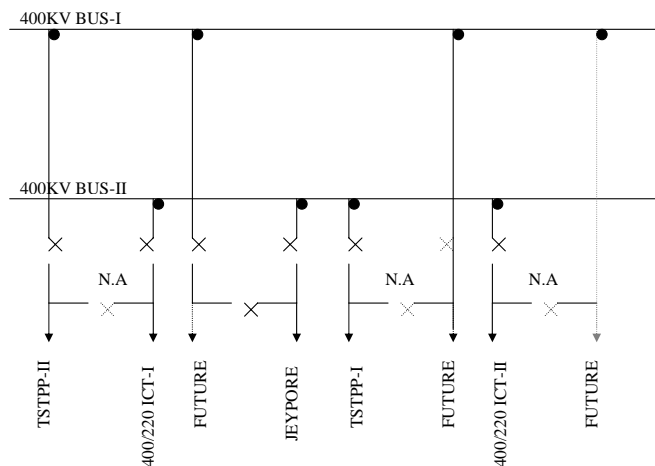 400KV BUS-I
400KV BUS-II
N.A
N.A
N.A
TSTPP-II
400/220 ICT-I
FUTURE
JEYPORE
TSTPP-I
FUTURE
400/220 ICT-II
FUTURE